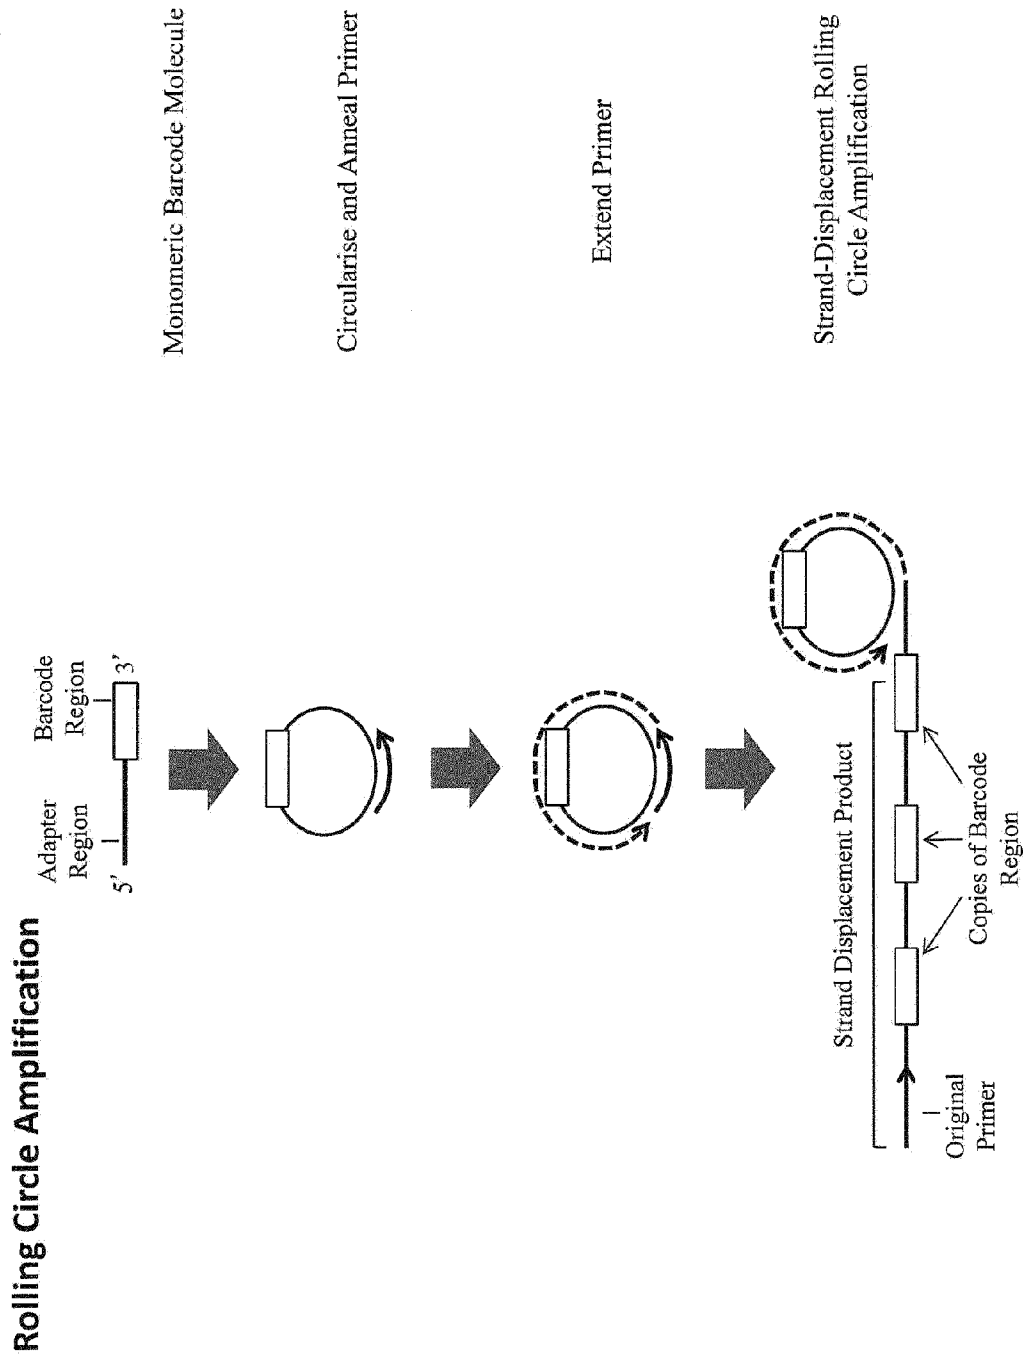 Rolling Circle Amplification
Adapter
Region
Barcode
Region
5'
3'
Monomeric Barcode Molecule
Circularise and Anneal Primer
Extend Primer
Strand-Displacement Rolling
Circle Amplification
Strand Displacement Product
Original
Primer
Copies of Barcode
Region